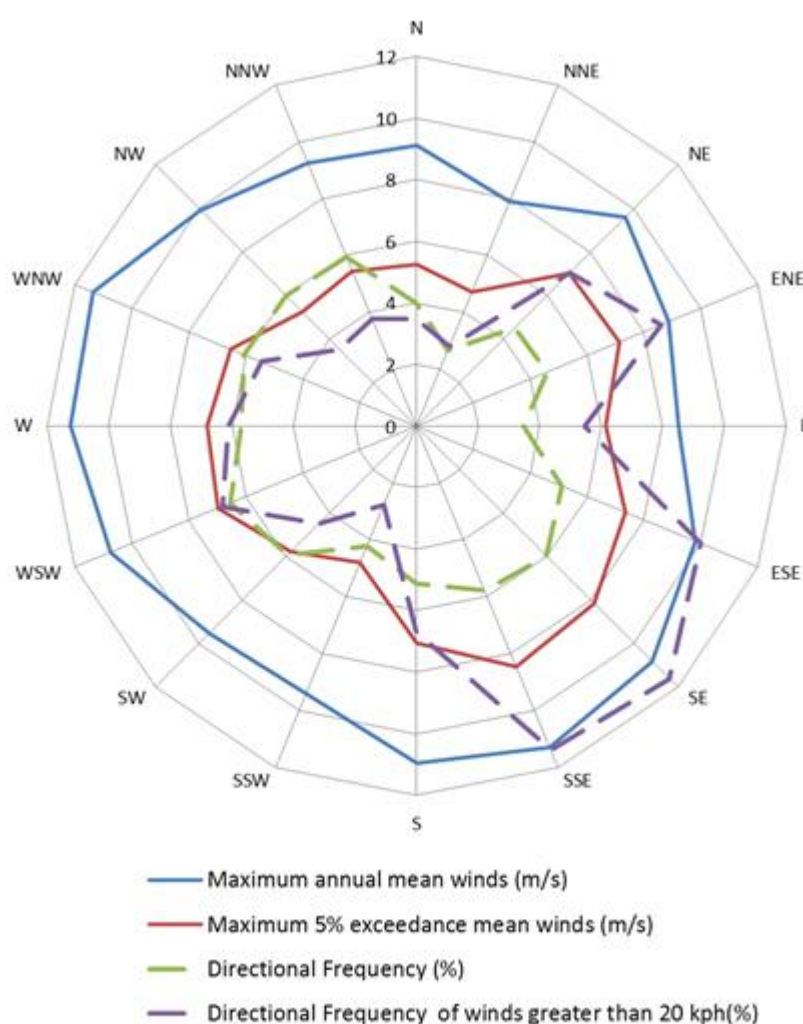 N
NNW
12
NNE
10
NW
NE
8
6
WNW
4
ENE
2
W
0
WSW
ESE
SW
SE
SSW
SSE
S
Maximum annual mean winds (m/s)
Maximum 5% exceedance mean winds (m/s)
Directional Frequency (%)
Directional Frequency of winds greater than 20 kph(%)